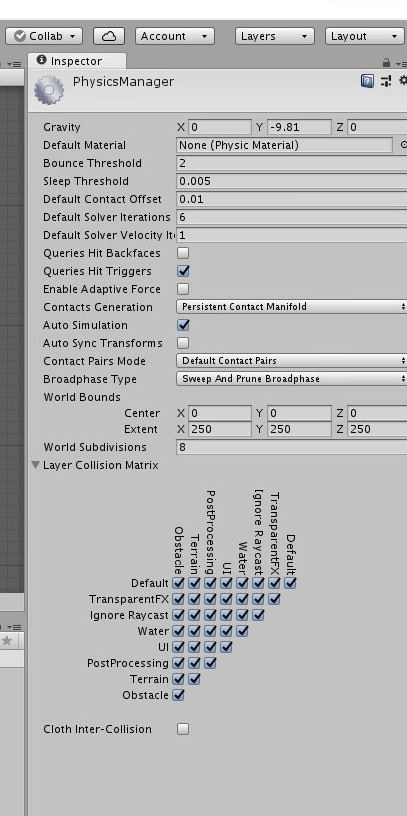 Collab Account Layers Layout
Inspector
PhysicsManager
Gravity X 0 Y -9.81 Z 0
Default Material None (Physic Material)
Bounce Threshold 2
Sleep Threshold 0.005
Default Contact Offset 0.01
Default Solver Iterations 6
Default Solver Velocity It 1
Queries Hit Backfaces
Queries Hit Triggers
Enable Adaptive Force
Contacts Generation Persistent Contact Manifold
Auto Simulation
Auto Sync Transforms
Contact Pairs Mode Default Contact Pairs
Broadphase Type Sweep And Prune Broadphase
World Bounds
Center X 0 Y 0 Z 0
Extent X 250 Y 250 Z 250
World Subdivisions 8
Layer Collision Matrix
Obstacle
Terrain
PostProcessing
UI
Water
Ignore Raycast
TransparentFX
Default
Default
TransparentFX
Ignore Raycast
Water
UI
PostProcessing
Terrain
Obstacle
Cloth Inter-Collision